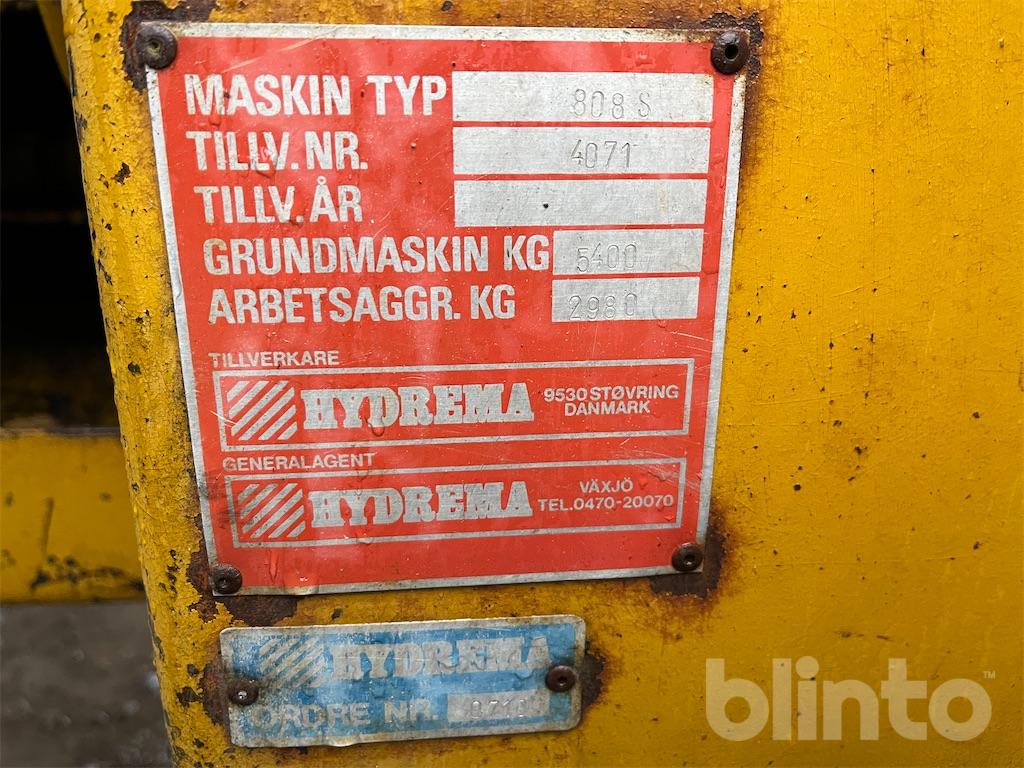 MASKIN TYP 808 S
TILLV. NR. 4071
TILLV. ÅR
GRUNDMASKIN KG 5400
ARBETSAGGR. KG 2980
TILLVERKARE
HYDREMA 9530 STØVRING
DANMARK
GENERALAGENT
HYDREMA VÄXJÖ
TEL. 0470-20070
HYDREMA
ORDRE NR.
blinto™